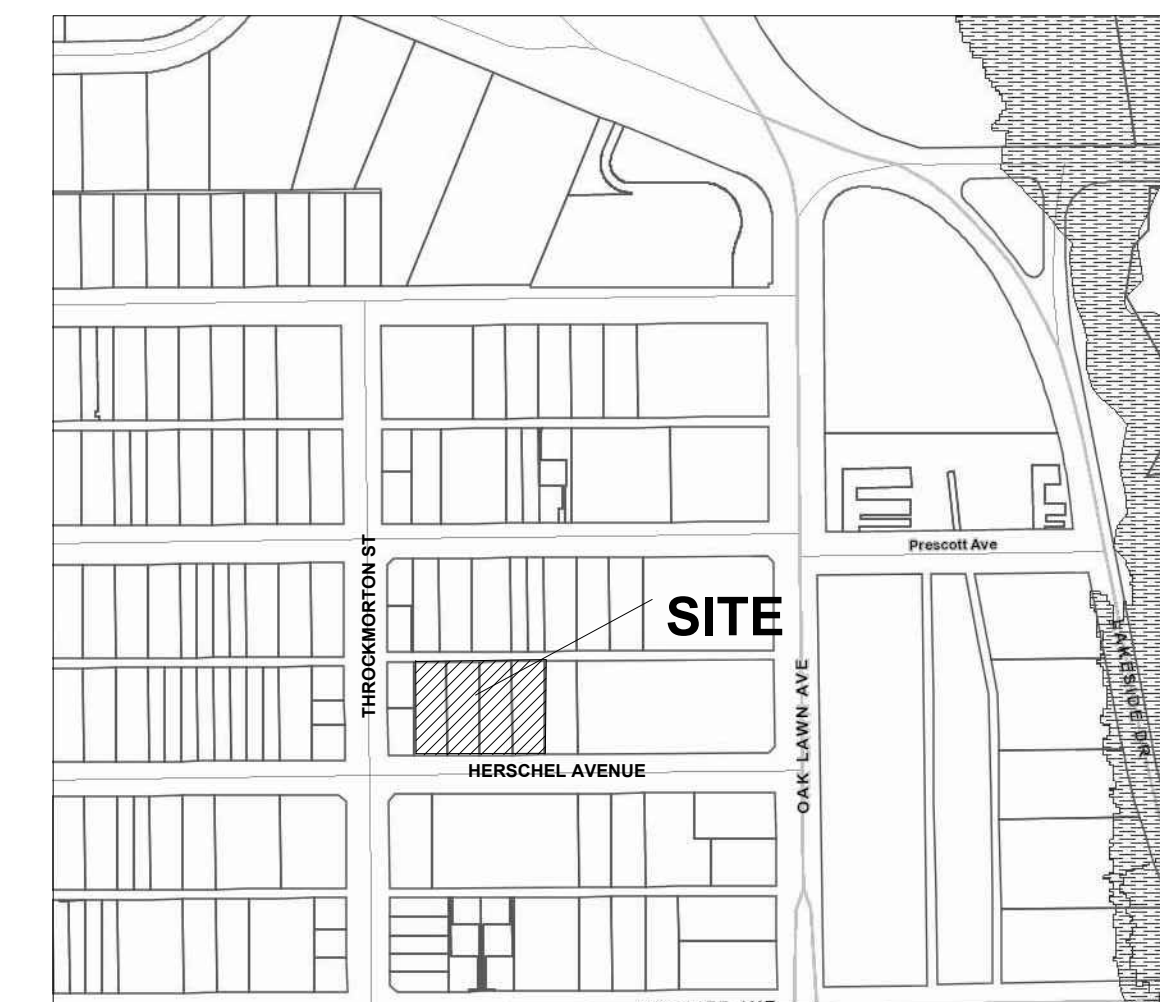 Prescott Ave
THROCKMORTON ST
SITE
LAKESIDE DR
OAK LAWN AVE
HERSCHEL AVENUE